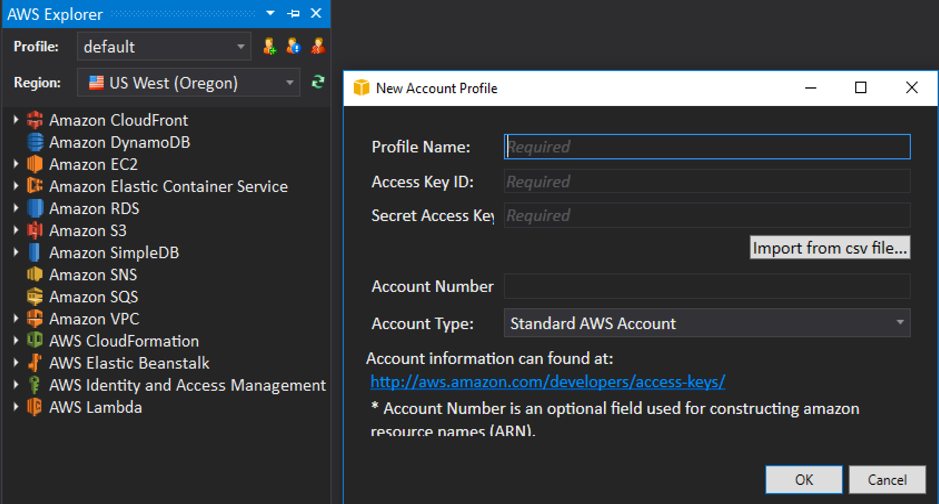 AWS Explorer
Profile: default
Region: US West (Oregon)
Amazon CloudFront
Amazon DynamoDB
Amazon EC2
Amazon Elastic Container Service
Amazon RDS
Amazon S3
Amazon SimpleDB
Amazon SNS
Amazon SQS
Amazon VPC
AWS CloudFormation
AWS Elastic Beanstalk
AWS Identity and Access Management
AWS Lambda
New Account Profile
Profile Name: Required
Access Key ID: Required
Secret Access Key Required
Import from csv file...
Account Number
Account Type: Standard AWS Account
Account information can found at:
http://aws.amazon.com/developers/access-keys/
* Account Number is an optional field used for constructing amazon
resource names (ARN).
OK Cancel